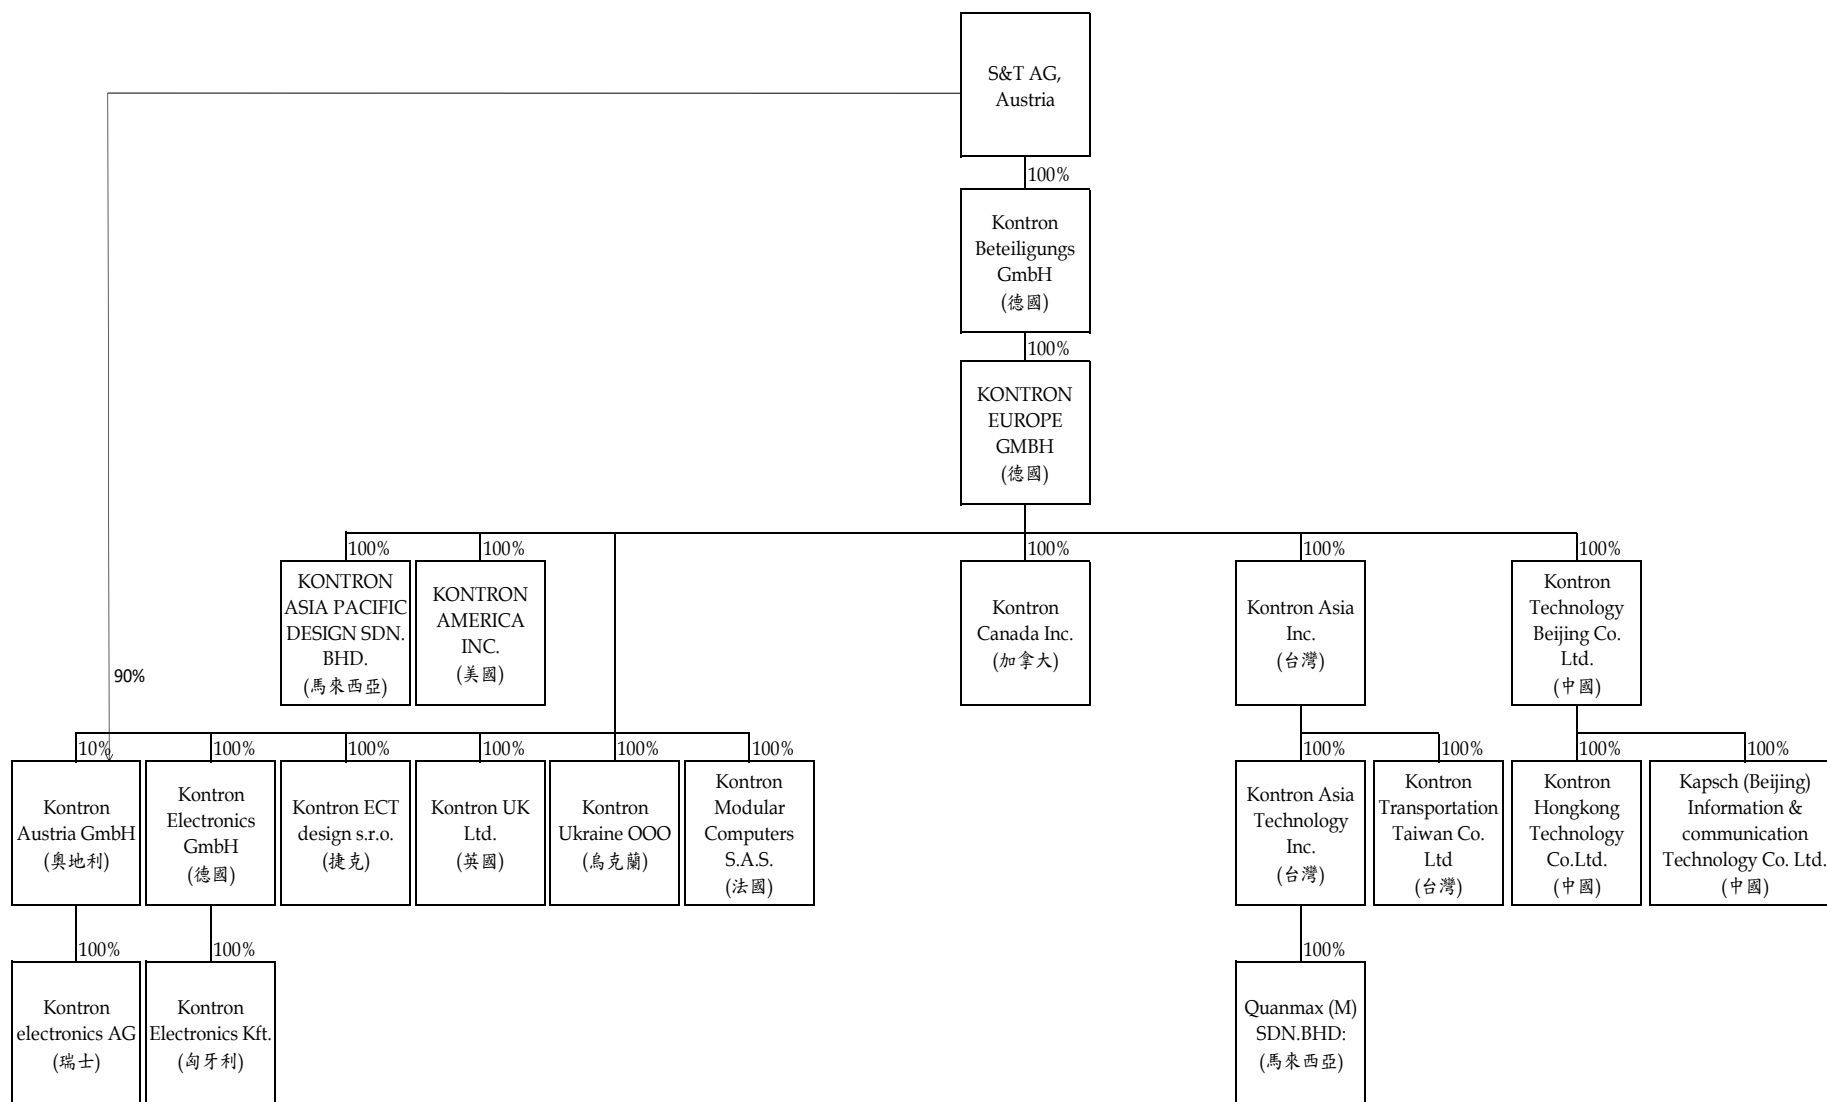 S&T AG,
Austria
100%
Kontron
Beteiligungs
GmbH
(德國)
100%
KONTRON
EUROPE
GMBH
(德國)
100%
KONTRON
ASIA PACIFIC
DESIGN SDN.
BHD.
(馬來西亞)
100%
KONTRON
AMERICA
INC.
(美國)
100%
Kontron
Canada Inc.
(加拿大)
100%
Kontron Asia
Inc.
(台灣)
100%
Kontron
Technology
Beijing Co.
Ltd.
(中國)
90%
10%
Kontron
Austria GmbH
(奧地利)
100%
Kontron
Electronics
GmbH
(德國)
100%
Kontron ECT
design s.r.o.
(捷克)
100%
Kontron UK
Ltd.
(英國)
100%
Kontron
Ukraine OOO
(烏克蘭)
100%
Kontron
Modular
Computers
S.A.S.
(法國)
100%
Kontron Asia
Technology
Inc.
(台灣)
100%
Kontron
Transportation
Taiwan Co.
Ltd
(台灣)
100%
Kontron
Hongkong
Technology
Co.Ltd.
(中國)
100%
Kapsch (Beijing)
Information &
communication
Technology Co. Ltd.
(中國)
100%
Kontron
electronics AG
(瑞士)
100%
Kontron
Electronics Kft.
(匈牙利)
100%
Quanmax (M)
SDN.BHD:
(馬來西亞)